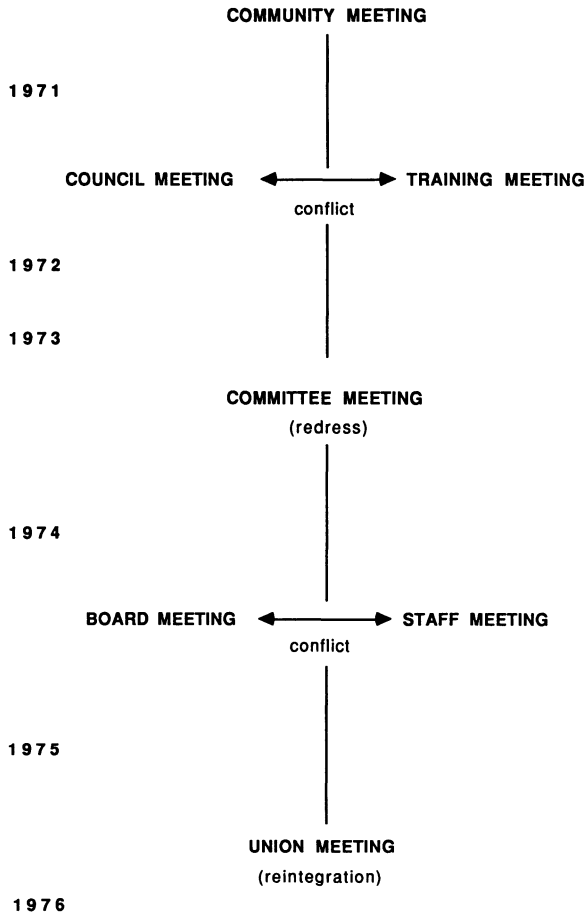 COMMUNITY MEETING
1971
COUNCIL MEETING TRAINING MEETING
conflict
1972
1973
COMMITTEE MEETING
(redress)
1974
BOARD MEETING STAFF MEETING
conflict
1975
UNION MEETING
(reintegration)
1976